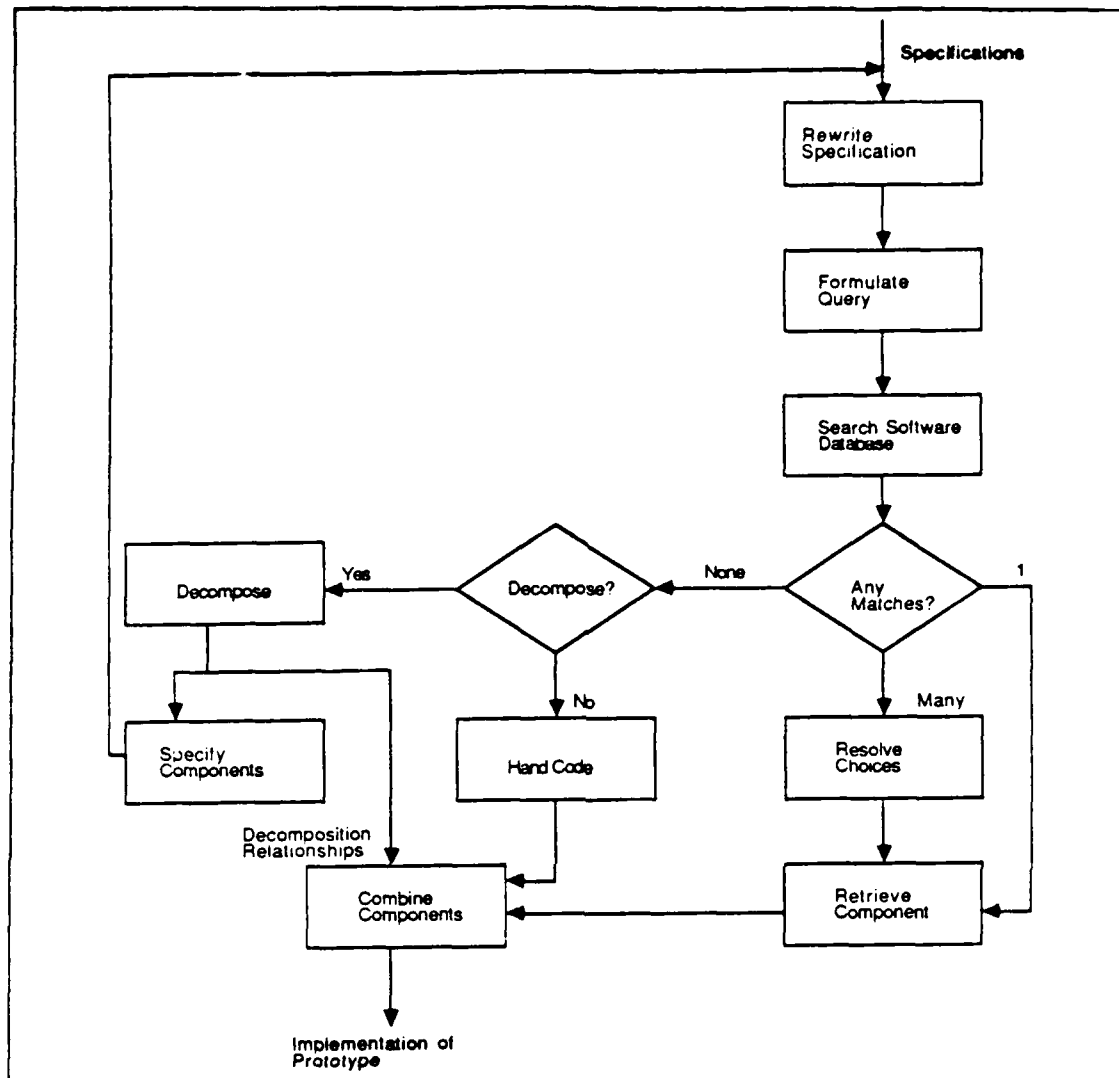 Specifications
Rewrite
Specification
Formulate
Query
Search Software
Database
Any
Matches?
1
None
Decompose?
Yes
Decompose
No
Many
Specify
Components
Hand Code
Resolve
Choices
Decomposition
Relationships
Combine
Components
Retrieve
Component
Implementation of
Prototype